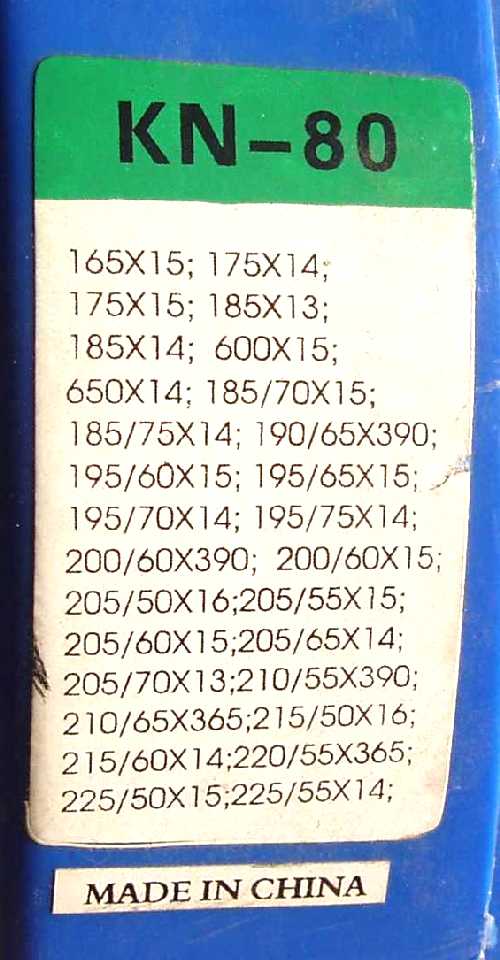 KN-80
165X15; 175X14;
175X15; 185X13;
185X14; 600X15;
650X14; 185/70X15;
185/75X14; 190/65X390;
195/60X15; 195/65X15;
195/70X14; 195/75X14;
200/60X390; 200/60X15;
205/50X16;205/55X15;
205/60X15;205/65X14;
205/70X13;210/55X390;
210/65X365;215/50X16;
215/60X14;220/55X365;
225/50X15;225/55X14;
MADE IN CHINA